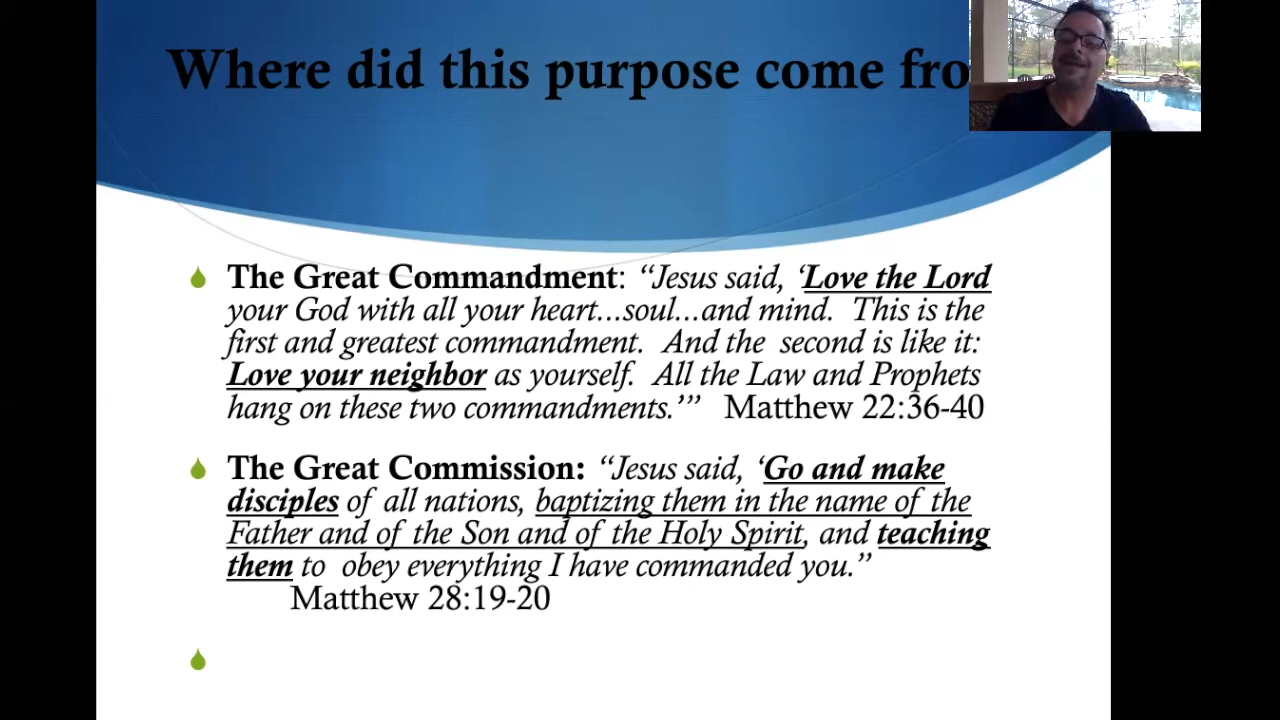 Where did this purpose come fro
The Great Commandment: “Jesus said, ‘Love the Lord
your God with all your heart...soul...and mind. This is the
first and greatest commandment. And the second is like it:
Love your neighbor as yourself. All the Law and Prophets
hang on these two commandments.’” Matthew 22:36-40
The Great Commission: “Jesus said, ‘Go and make
disciples of all nations, baptizing them in the name of the
Father and of the Son and of the Holy Spirit, and teaching
them to obey everything I have commanded you.”
Matthew 28:19-20